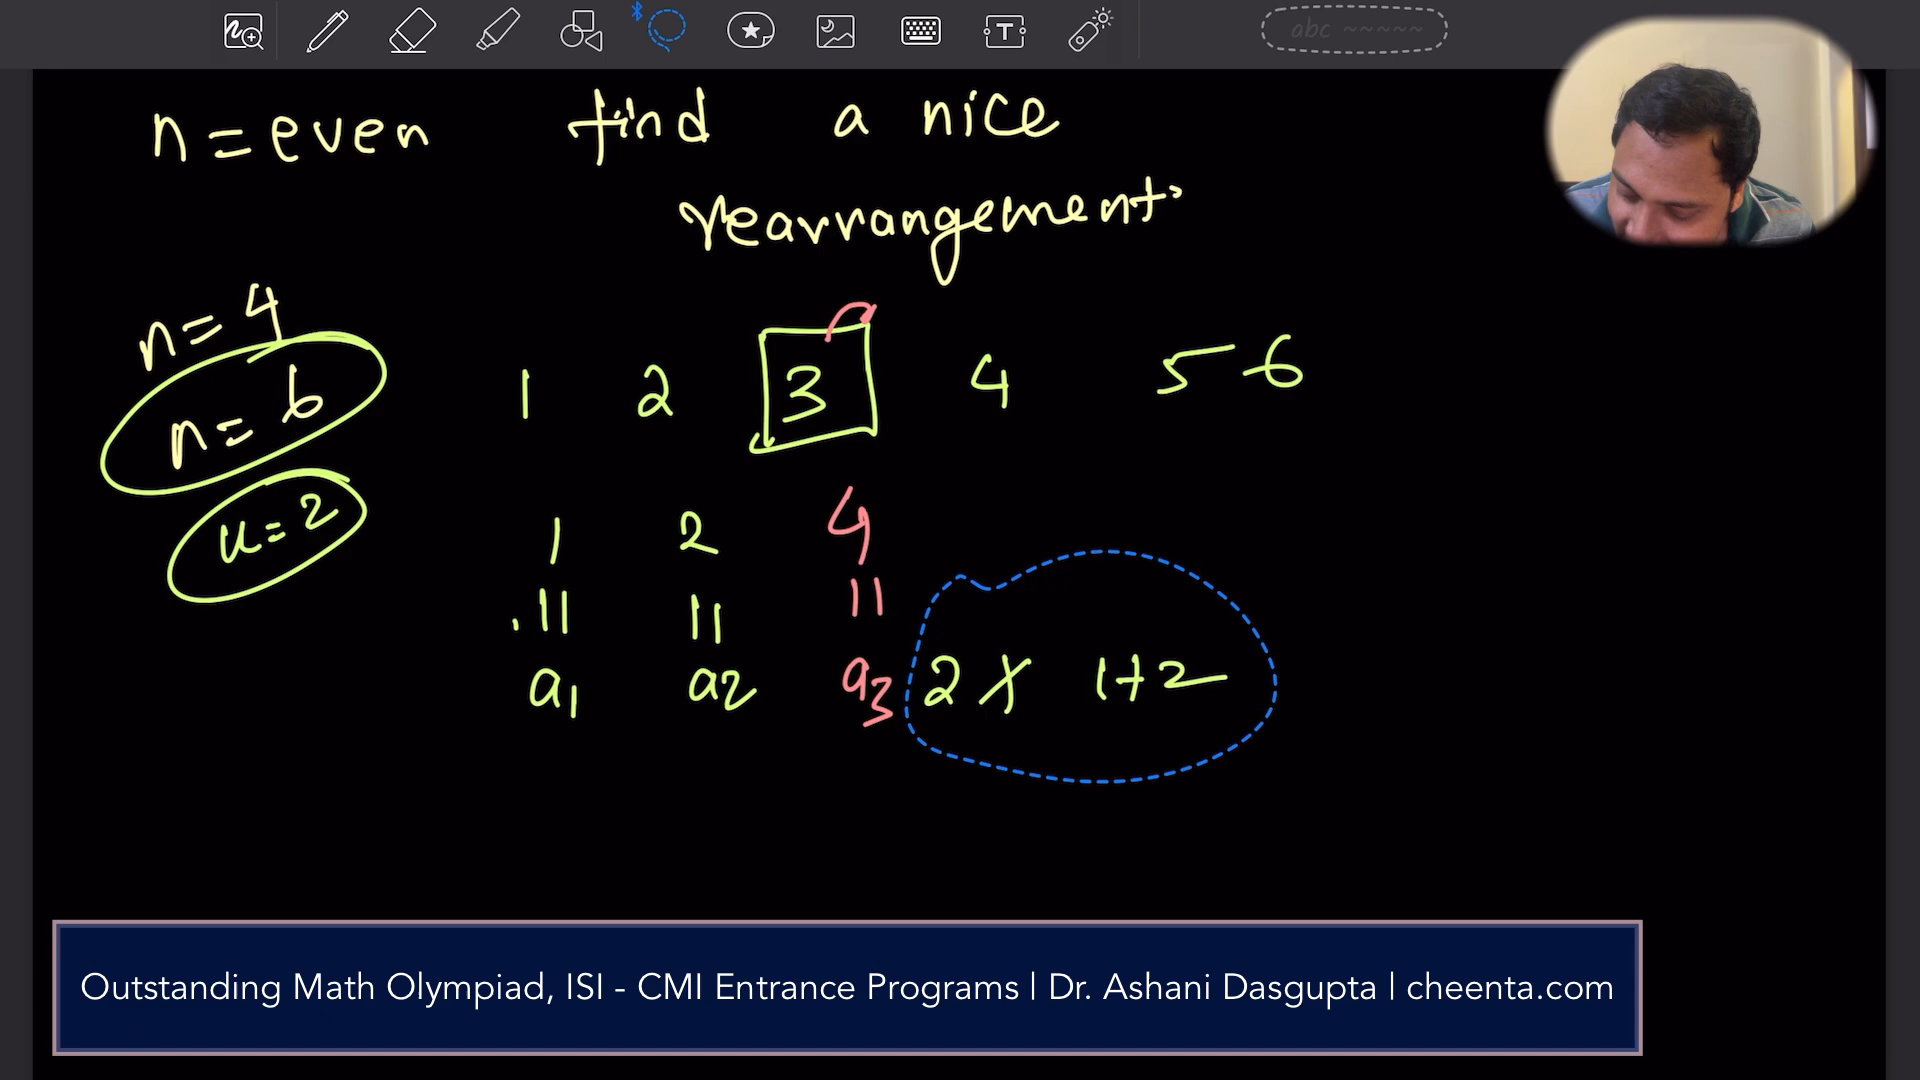 abc ~~~~~
n = even find a nice
rearrangement
n = 4
n = 6
1 2 3 4 5 6
k = 2
1 2 4
|| || ||
a1 a2 a3 2 ∤ 1+2
Outstanding Math Olympiad, ISI - CMI Entrance Programs | Dr. Ashani Dasgupta | cheenta.com